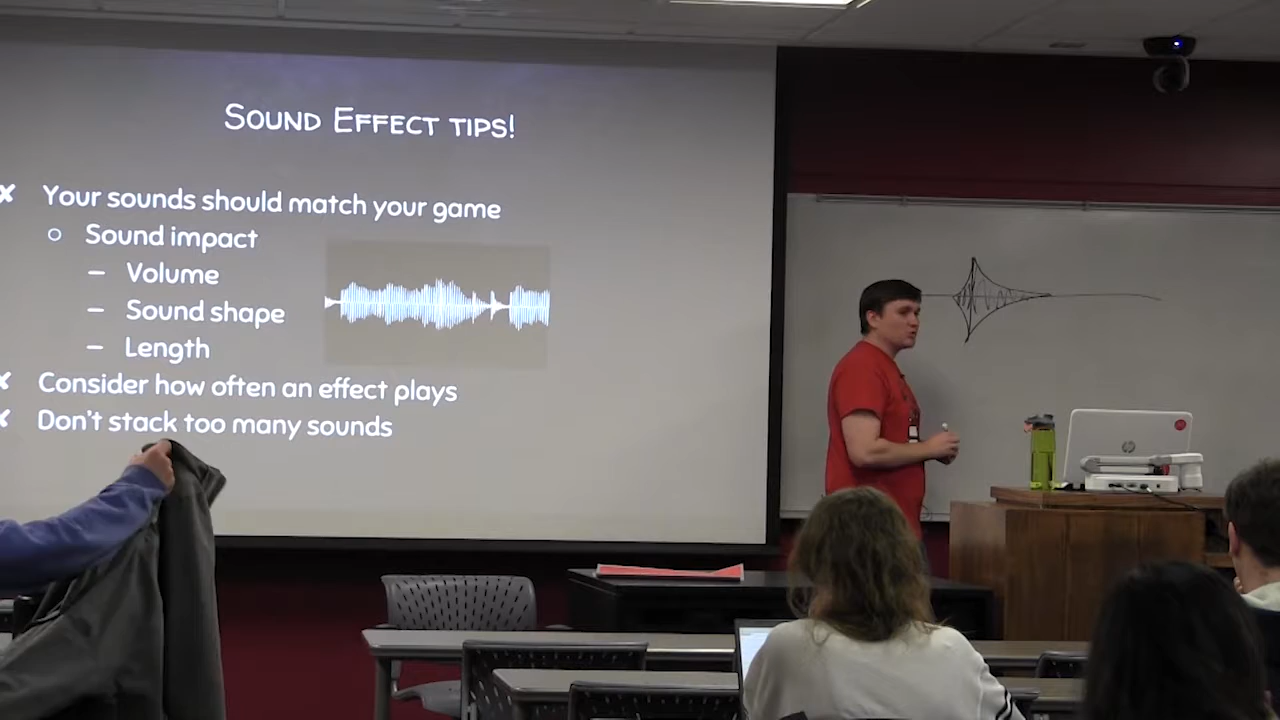 Sound Effect tips!
✘ Your sounds should match your game
○ Sound impact
– Volume
– Sound shape
– Length
✘ Consider how often an effect plays
✘ Don't stack too many sounds
hp